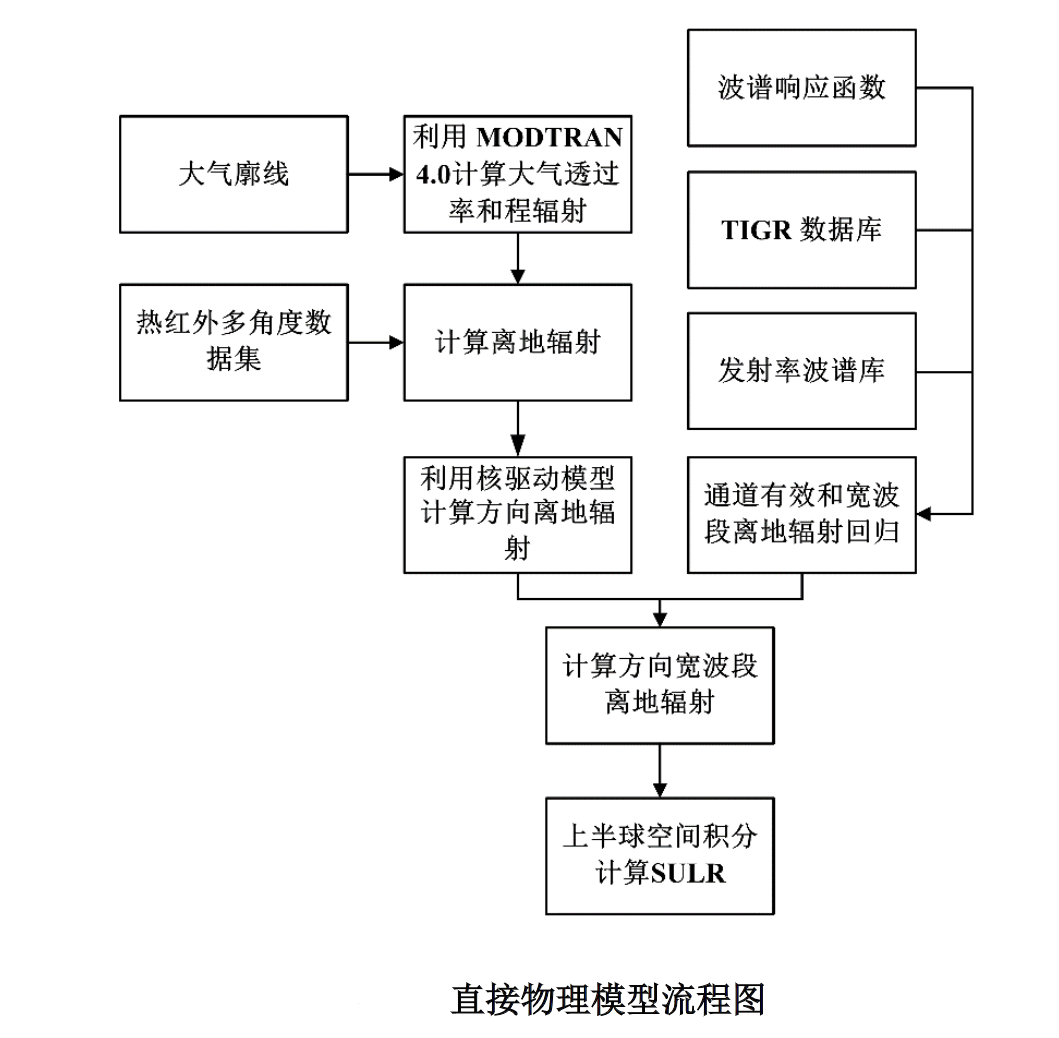 波谱响应函数
大气廓线
利用 MODTRAN
4.0计算大气透过
率和程辐射
TIGR 数据库
热红外多角度数
据集
计算离地辐射
发射率波谱库
利用核驱动模型
计算方向离地辐
射
通道有效和宽波
段离地辐射回归
计算方向宽波段
离地辐射
上半球空间积分
计算SULR
直接物理模型流程图